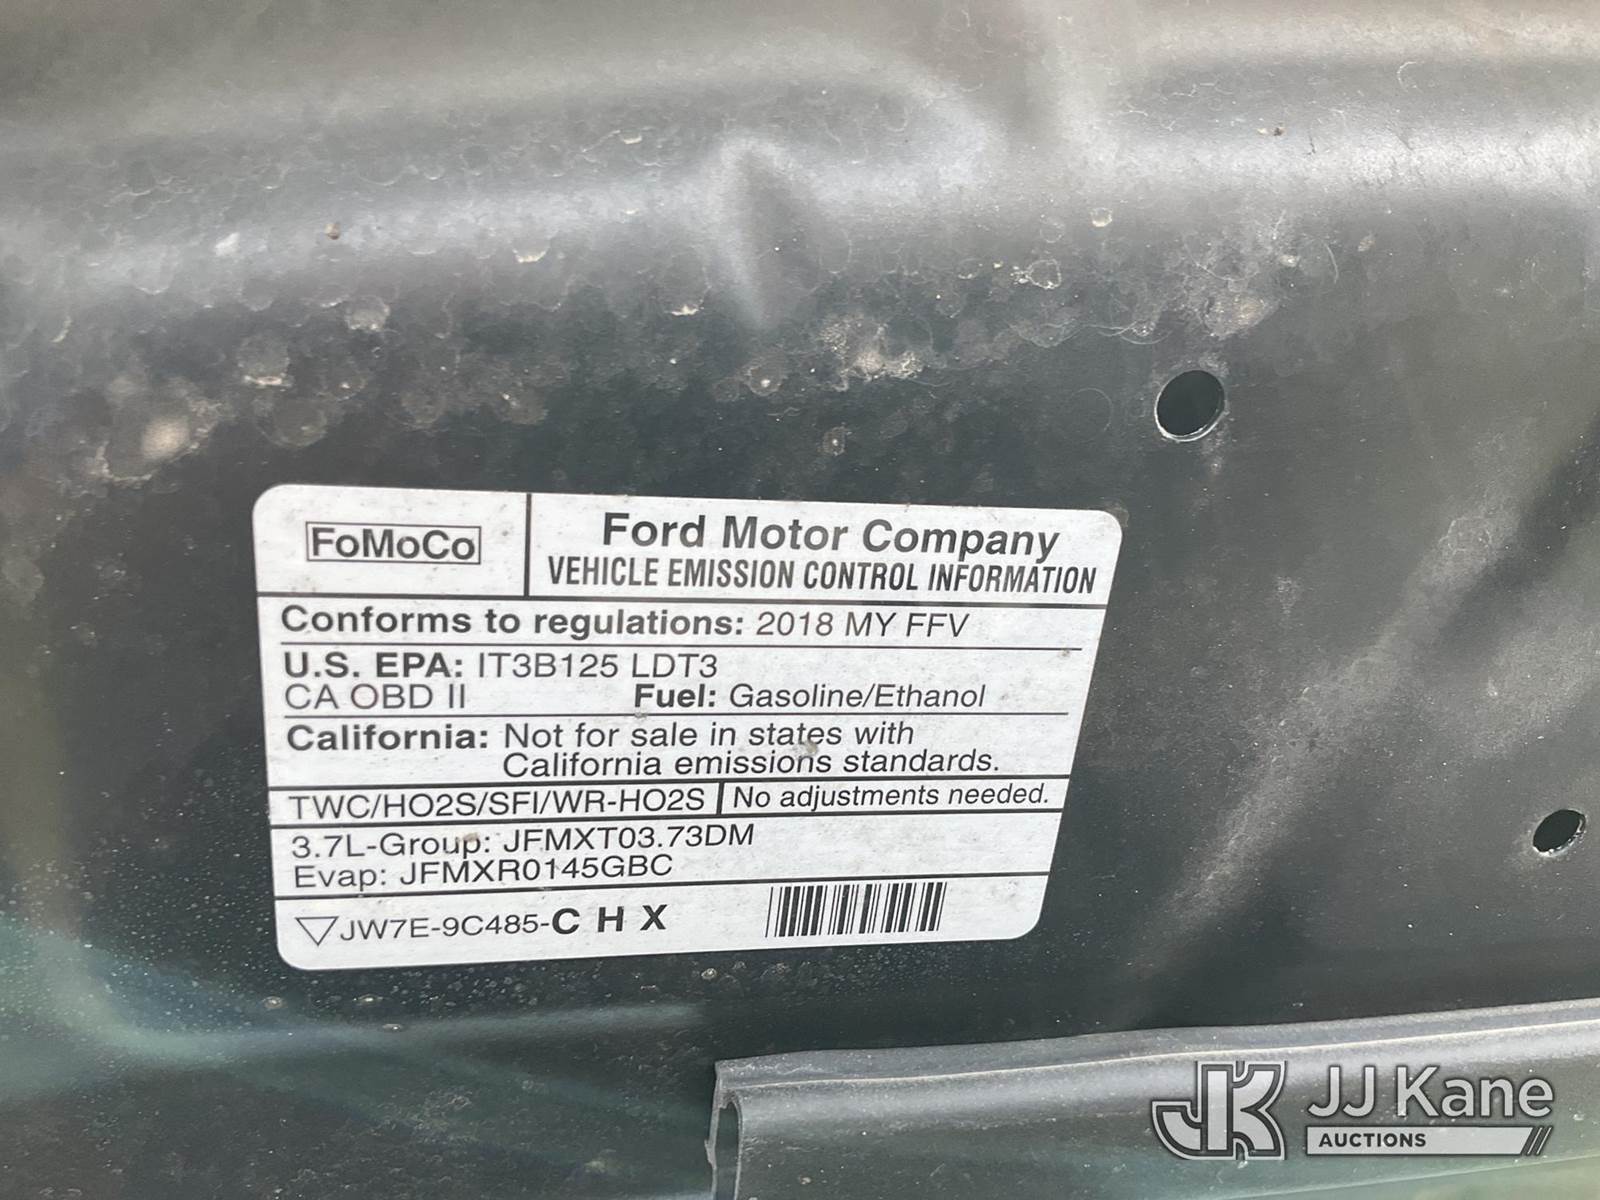 FoMoCo
Ford Motor Company
VEHICLE EMISSION CONTROL INFORMATION
Conforms to regulations: 2018 MY FFV
U.S. EPA: IT3B125 LDT3
CA OBD II Fuel: Gasoline/Ethanol
California: Not for sale in states with
California emissions standards.
TWC/HO2S/SFI/WR-HO2S No adjustments needed.
3.7L-Group: JFMXT03.73DM
Evap: JFMXR0145GBC
JW7E-9C485-C H X
JK JJ Kane
AUCTIONS